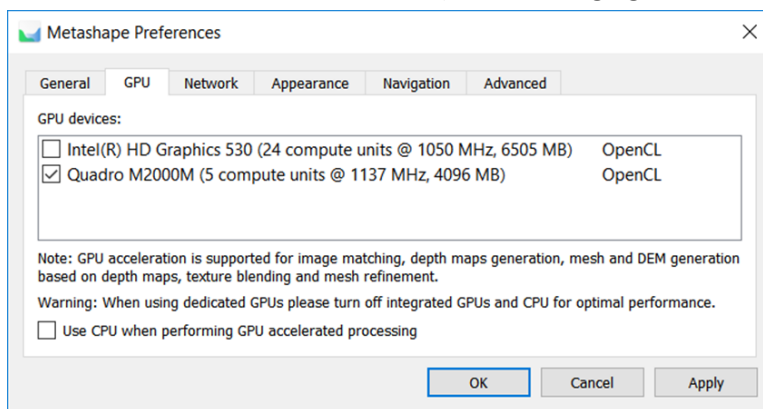 Metashape Preferences
General GPU Network Appearance Navigation Advanced
GPU devices:
Intel(R) HD Graphics 530 (24 compute units @ 1050 MHz, 6505 MB) OpenCL
Quadro M2000M (5 compute units @ 1137 MHz, 4096 MB) OpenCL
Note: GPU acceleration is supported for image matching, depth maps generation, mesh and DEM generation
based on depth maps, texture blending and mesh refinement.
Warning: When using dedicated GPUs please turn off integrated GPUs and CPU for optimal performance.
Use CPU when performing GPU accelerated processing
OK Cancel Apply